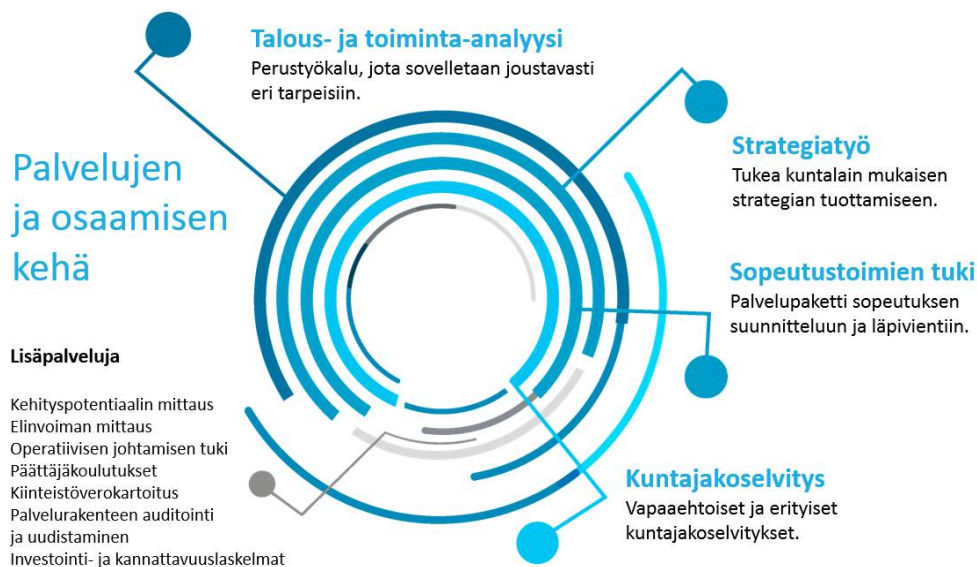 Talous- ja toiminta-analyysi
Perustyökalu, jota sovelletaan joustavasti
eri tarpeisiin.
Palvelujen
ja osaamisen
kehä
Strategiatyö
Tukea kuntalain mukaisen
strategian tuottamiseen.
Sopeutustoimien tuki
Palvelupaketti sopeutuksen
suunnitteluun ja läpivientiin.
Kuntajakoselvitys
Vapaaehtoiset ja erityiset
kuntajakoselvitykset.
Lisäpalveluja
Kehityspotentiaalin mittaus
Elinvoiman mittaus
Operatiivisen johtamisen tuki
Päättäjäkoulutukset
Kiinteistöverokartoitus
Palvelurakenteen auditointi
ja uudistaminen
Investointi- ja kannattavuuslaskelmat